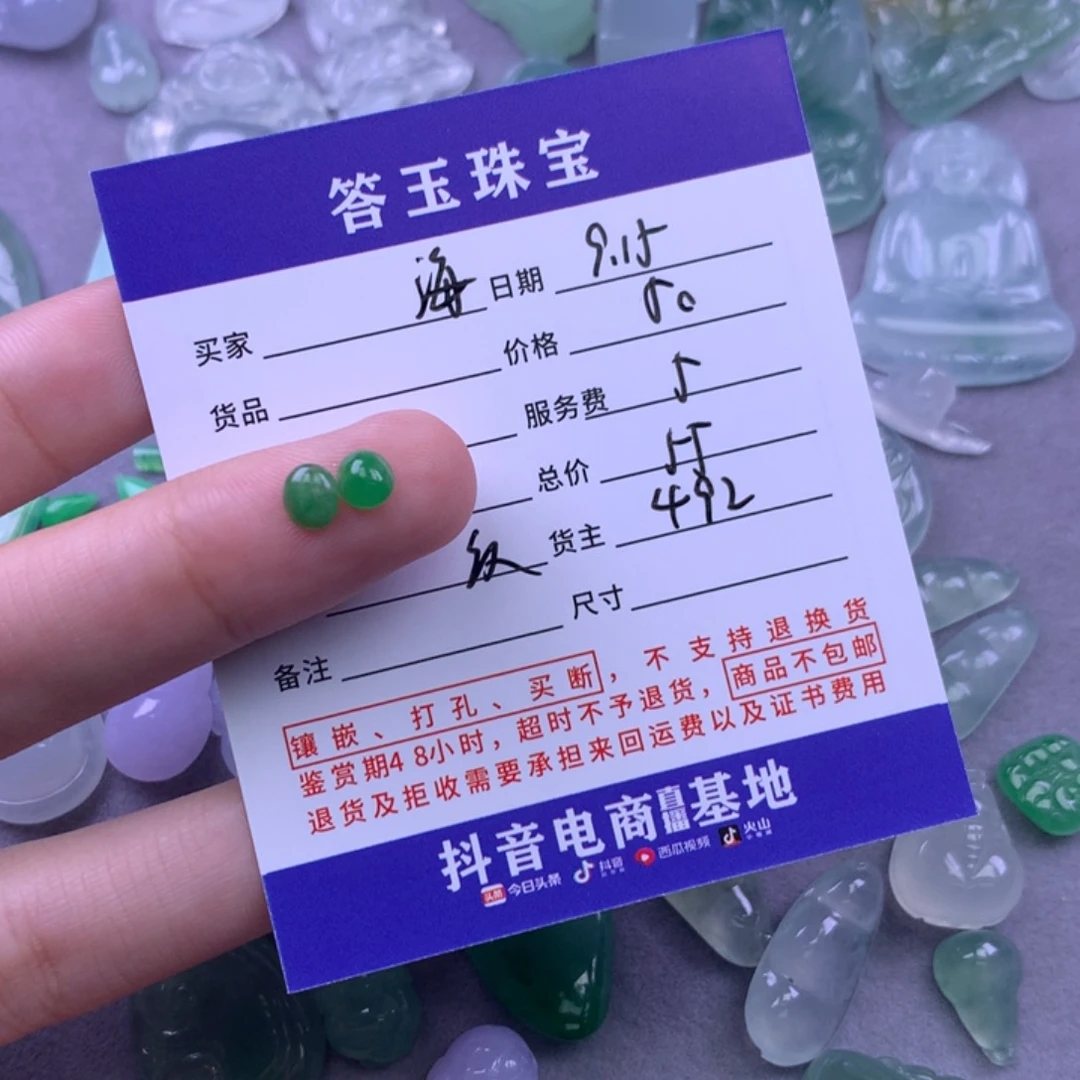 答玉珠宝
买家 海 日期 9.15
货品 价格 50
服务费 5
总价 55
货主 492
尺寸
备注
镶嵌、打孔、买断，不支持退换货
鉴赏期48小时，超时不予退货，商品不包邮
退货及拒收需要承担来回运费以及证书费用
抖音电商直播基地
头条 今日头条 抖音 西瓜视频 火山